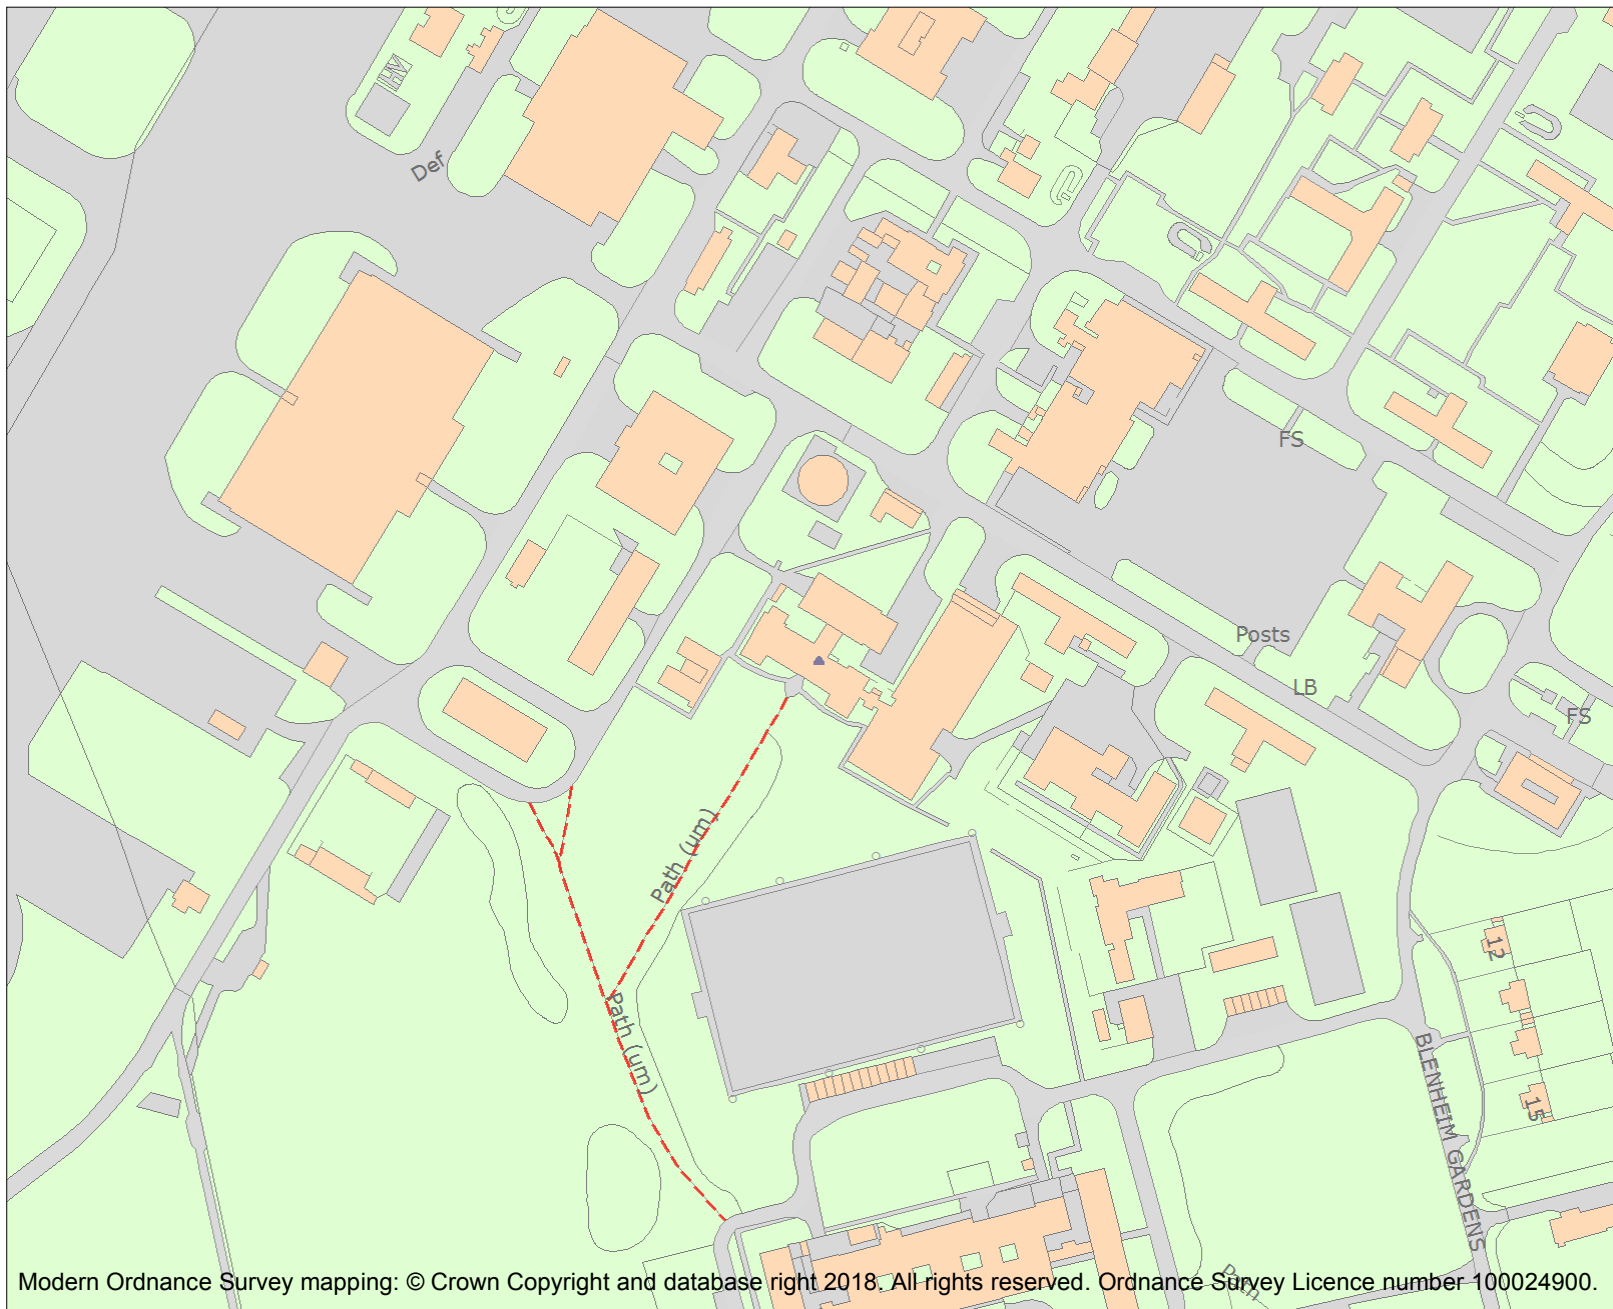 Def
FS
Posts
LB
FS
Path (um)
12
Path (um)
15
BLENHEIM GARDENS
Path
Modern Ordnance Survey mapping: © Crown Copyright and database right 2018. All rights reserved. Ordnance Survey Licence number 100024900.